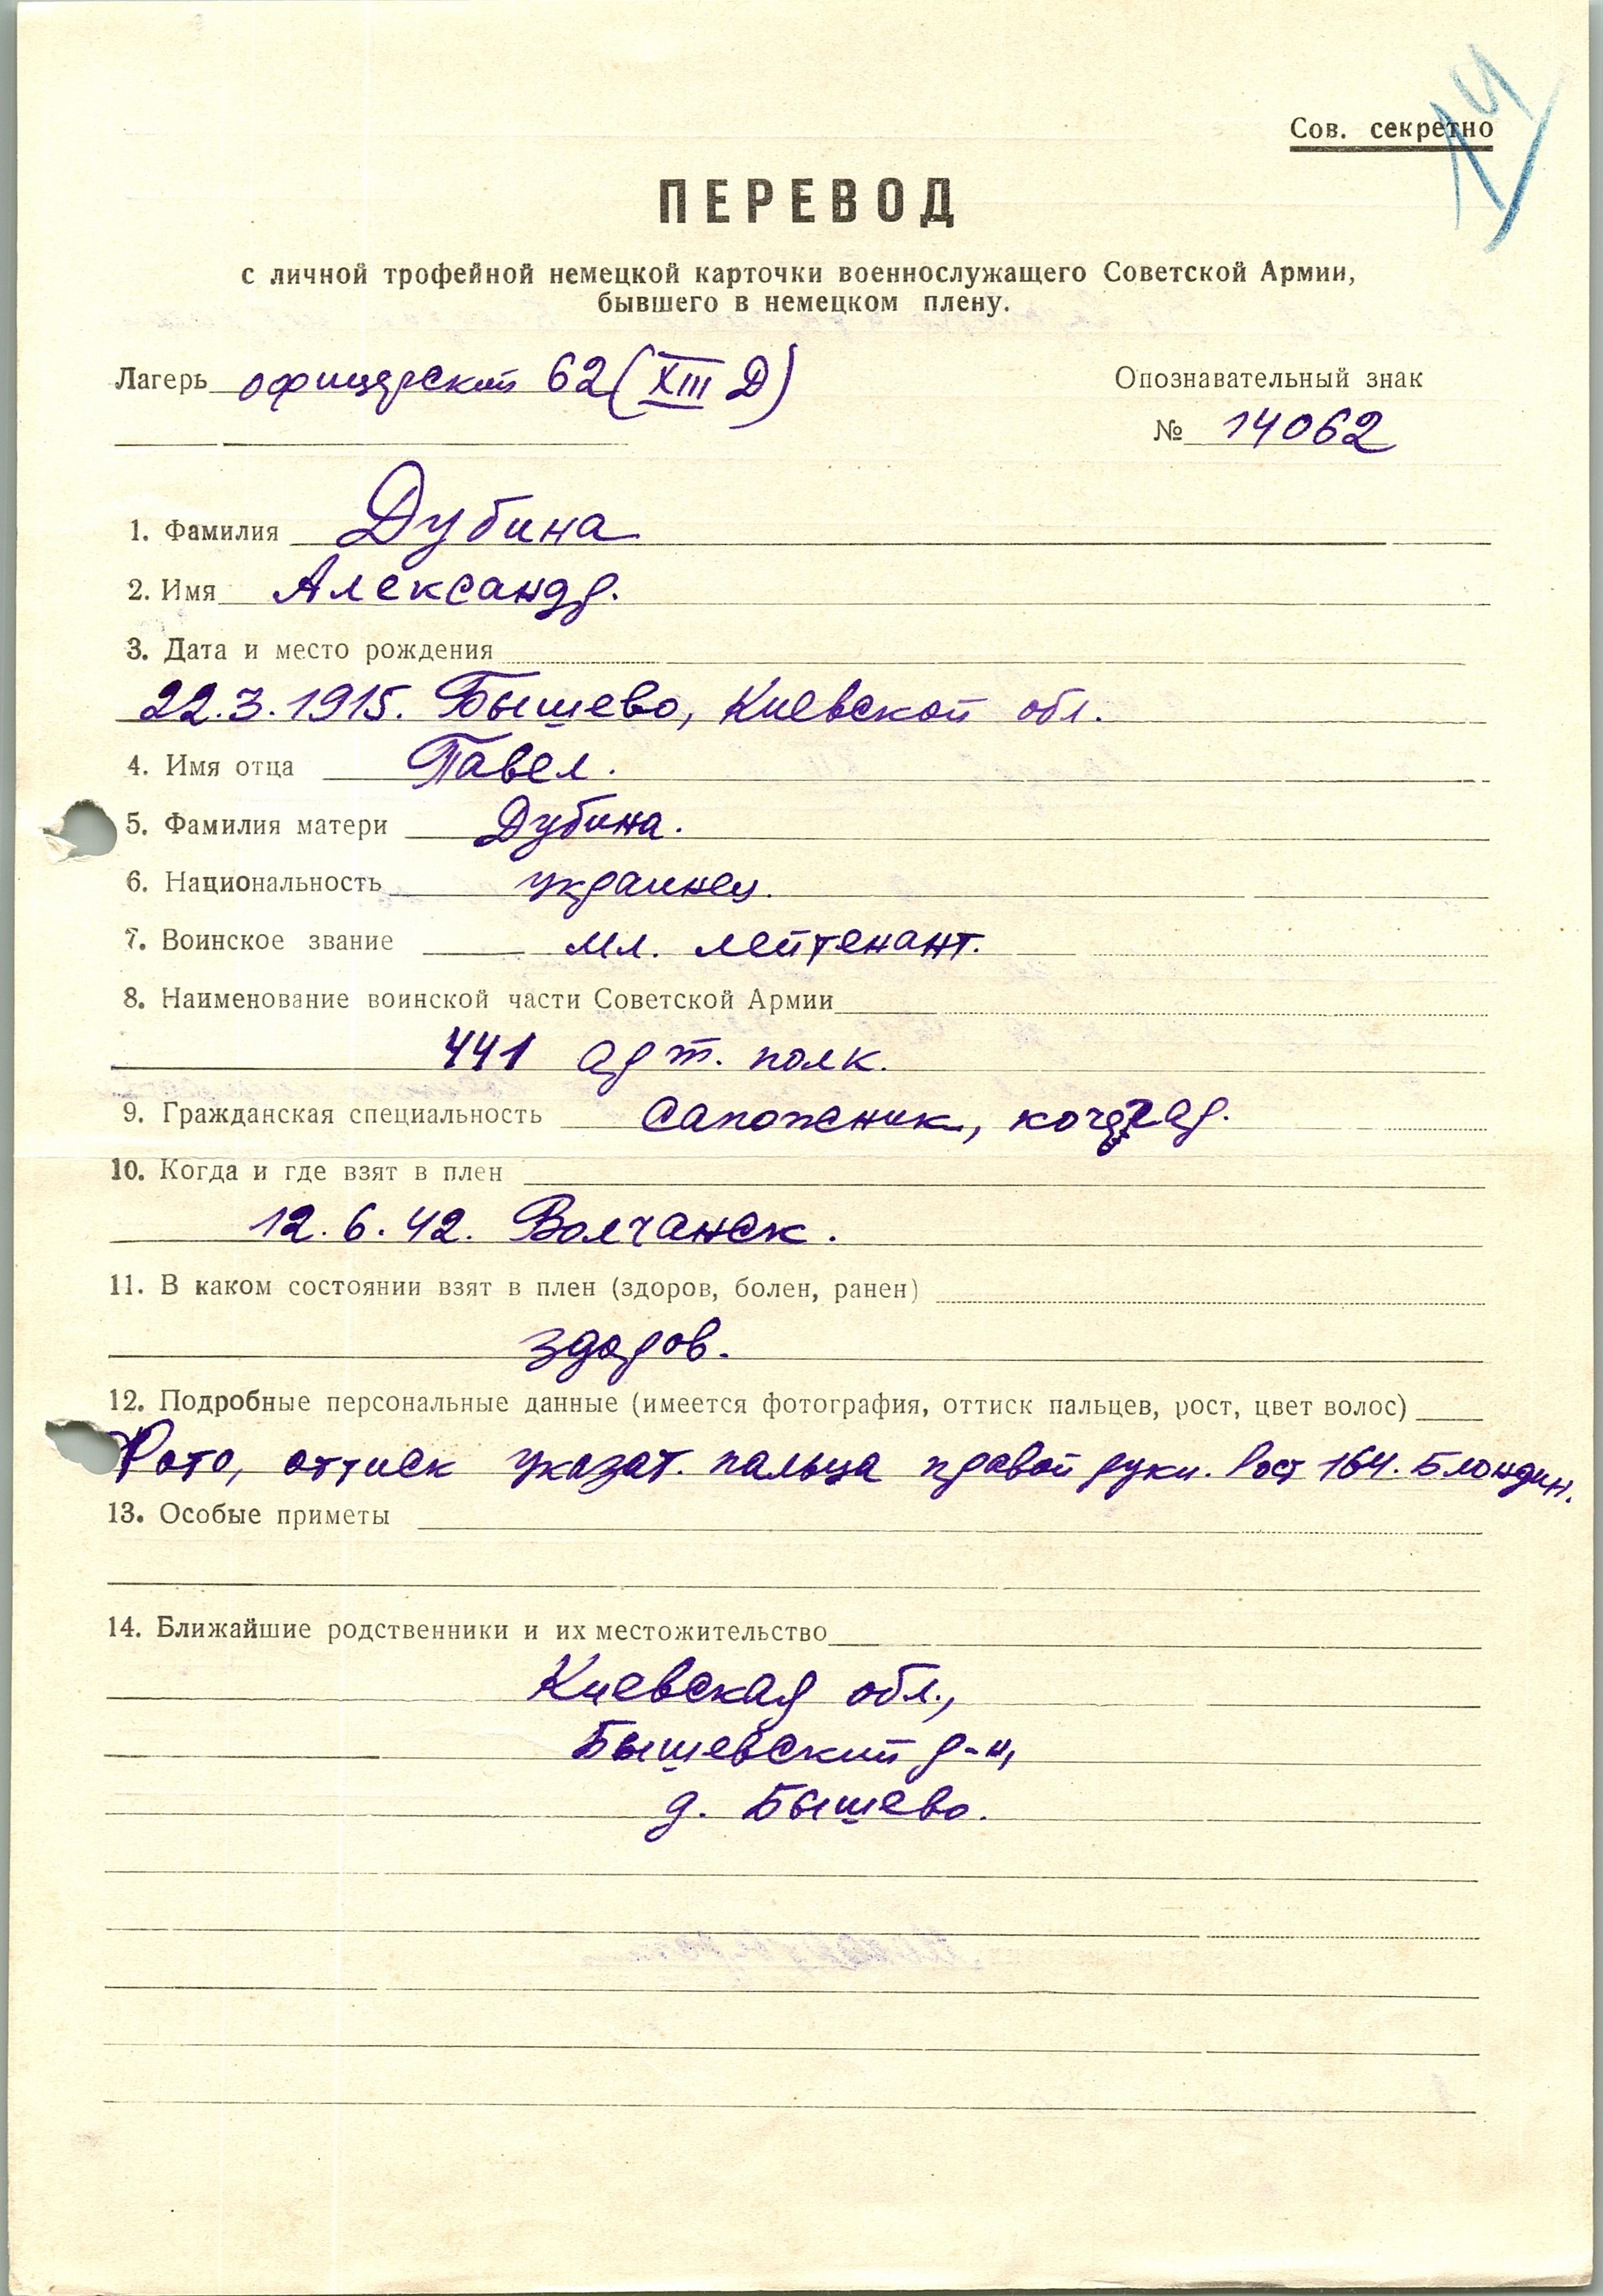 Сов. секретно
ПЕРЕВОД
с личной трофейной немецкой карточки военнослужащего Советской Армии,
бывшего в немецком плену.
Лагерь офицерский 62 (XIII Д)
Опознавательный знак
№ 14062
1. Фамилия Дубина
2. Имя Александр.
3. Дата и место рождения
22.3.1915. Бышево, Киевской обл.
4. Имя отца Павел.
5. Фамилия матери Дубина.
6. Национальность украинец.
7. Воинское звание мл. лейтенант.
8. Наименование воинской части Советской Армии
441 арт. полк.
9. Гражданская специальность сапожник, кочегар.
10. Когда и где взят в плен
12.6.42. Волчанск.
11. В каком состоянии взят в плен (здоров, болен, ранен)
здоров.
12. Подробные персональные данные (имеется фотография, оттиск пальцев, рост, цвет волос)
Фото, оттиск указат. пальца правой руки. Рост 164. Блондин.
13. Особые приметы
14. Ближайшие родственники и их местожительство
Киевская обл.,
Бышевский р-н,
д. Бышево.